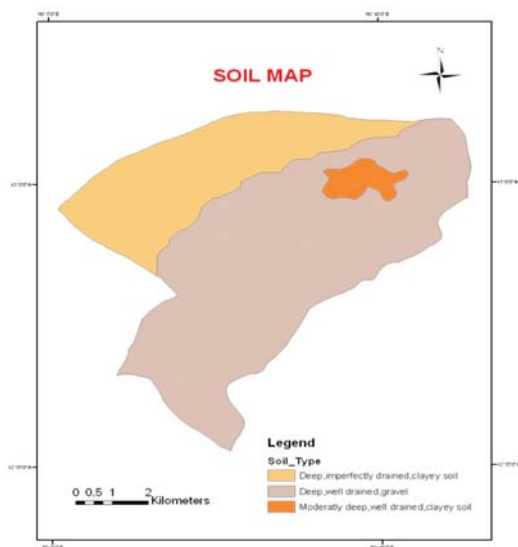 SOIL MAP
N
Legend
Soil_Type
Deep,imperfectly drained,clayey soil
Deep,well drained,gravel
Moderatly deep,well drained,clayey soil
0 0.5 1 2
Kilometers